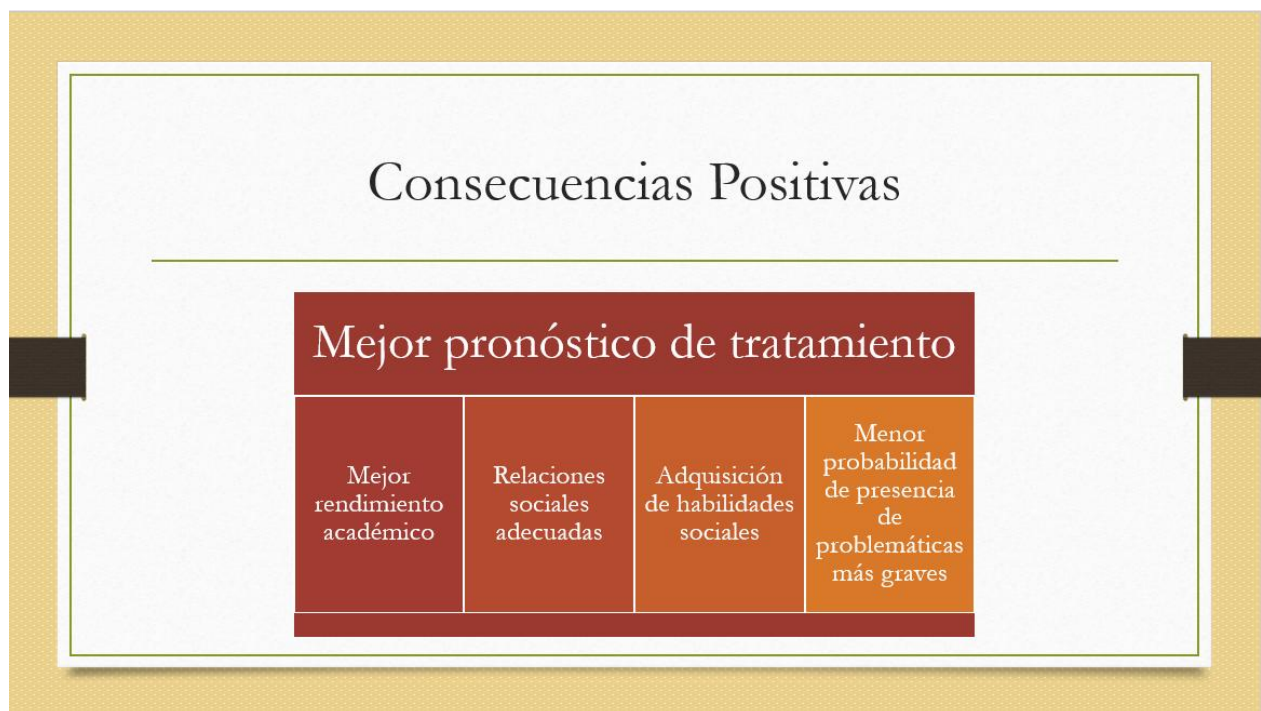 Consecuencias Positivas
Mejor pronóstico de tratamiento
Mejor
rendimiento
académico
Relaciones
sociales
adecuadas
Adquisición
de habilidades
sociales
Menor
probabilidad
de presencia
de
problemáticas
más graves